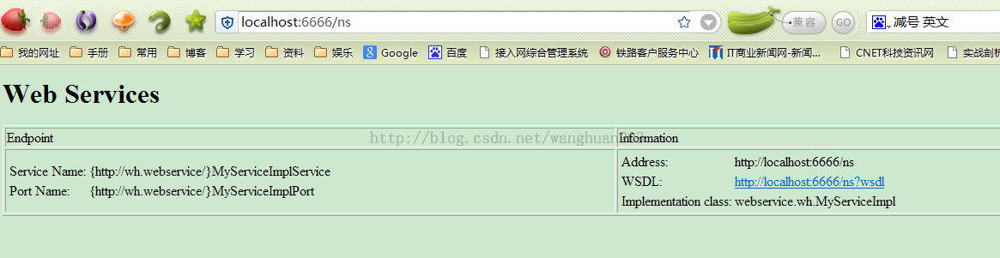 localhost:6666/ns
兼容
GO
减号 英文
我的网址 手册 常用 博客 学习 资料 娱乐 Google 百度 接入网综合管理系统 铁路客户服务中心 IT商业新闻网-新闻... CNET科技资讯网 实战剖析
Web Services
Endpoint Information
http://blog.csdn.net/wanghuan203
Service Name: {http://wh.webservice/}MyServiceImplService
Port Name: {http://wh.webservice/}MyServiceImplPort
Address: http://localhost:6666/ns
WSDL: http://localhost:6666/ns?wsdl
Implementation class: webservice.wh.MyServiceImpl